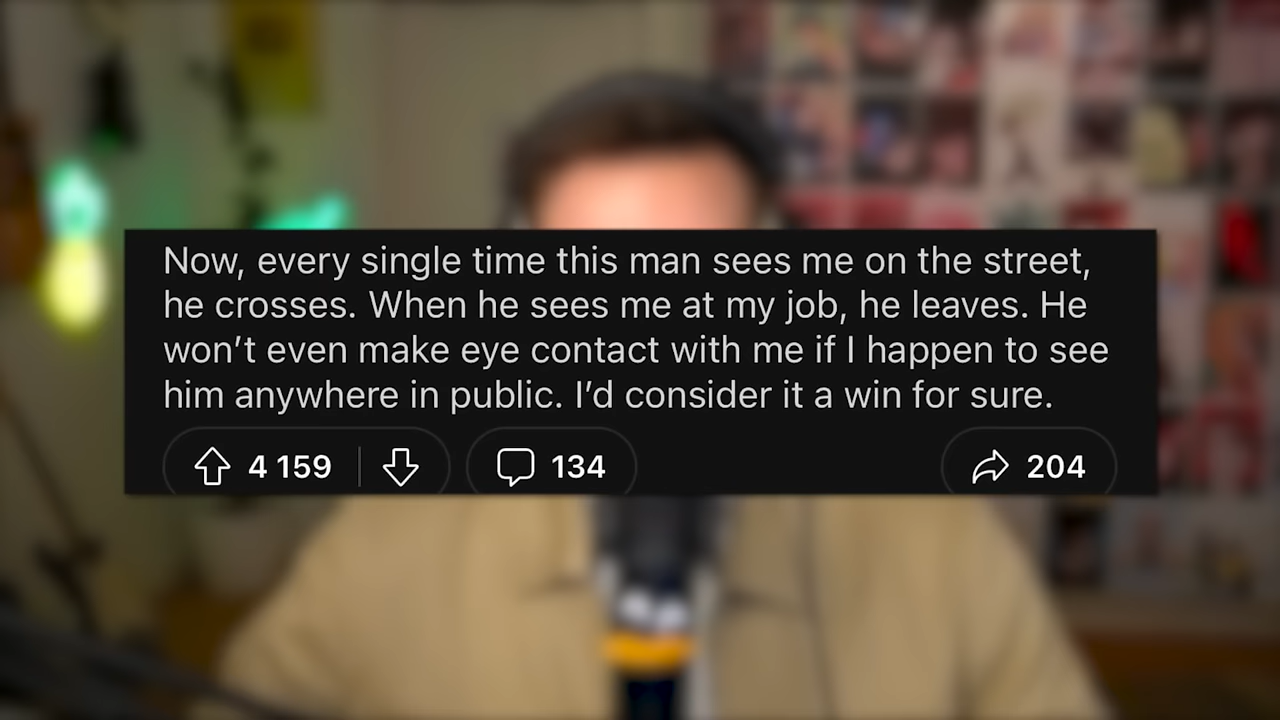 Now, every single time this man sees me on the street,
he crosses. When he sees me at my job, he leaves. He
won’t even make eye contact with me if I happen to see
him anywhere in public. I’d consider it a win for sure.
4 159 134 204